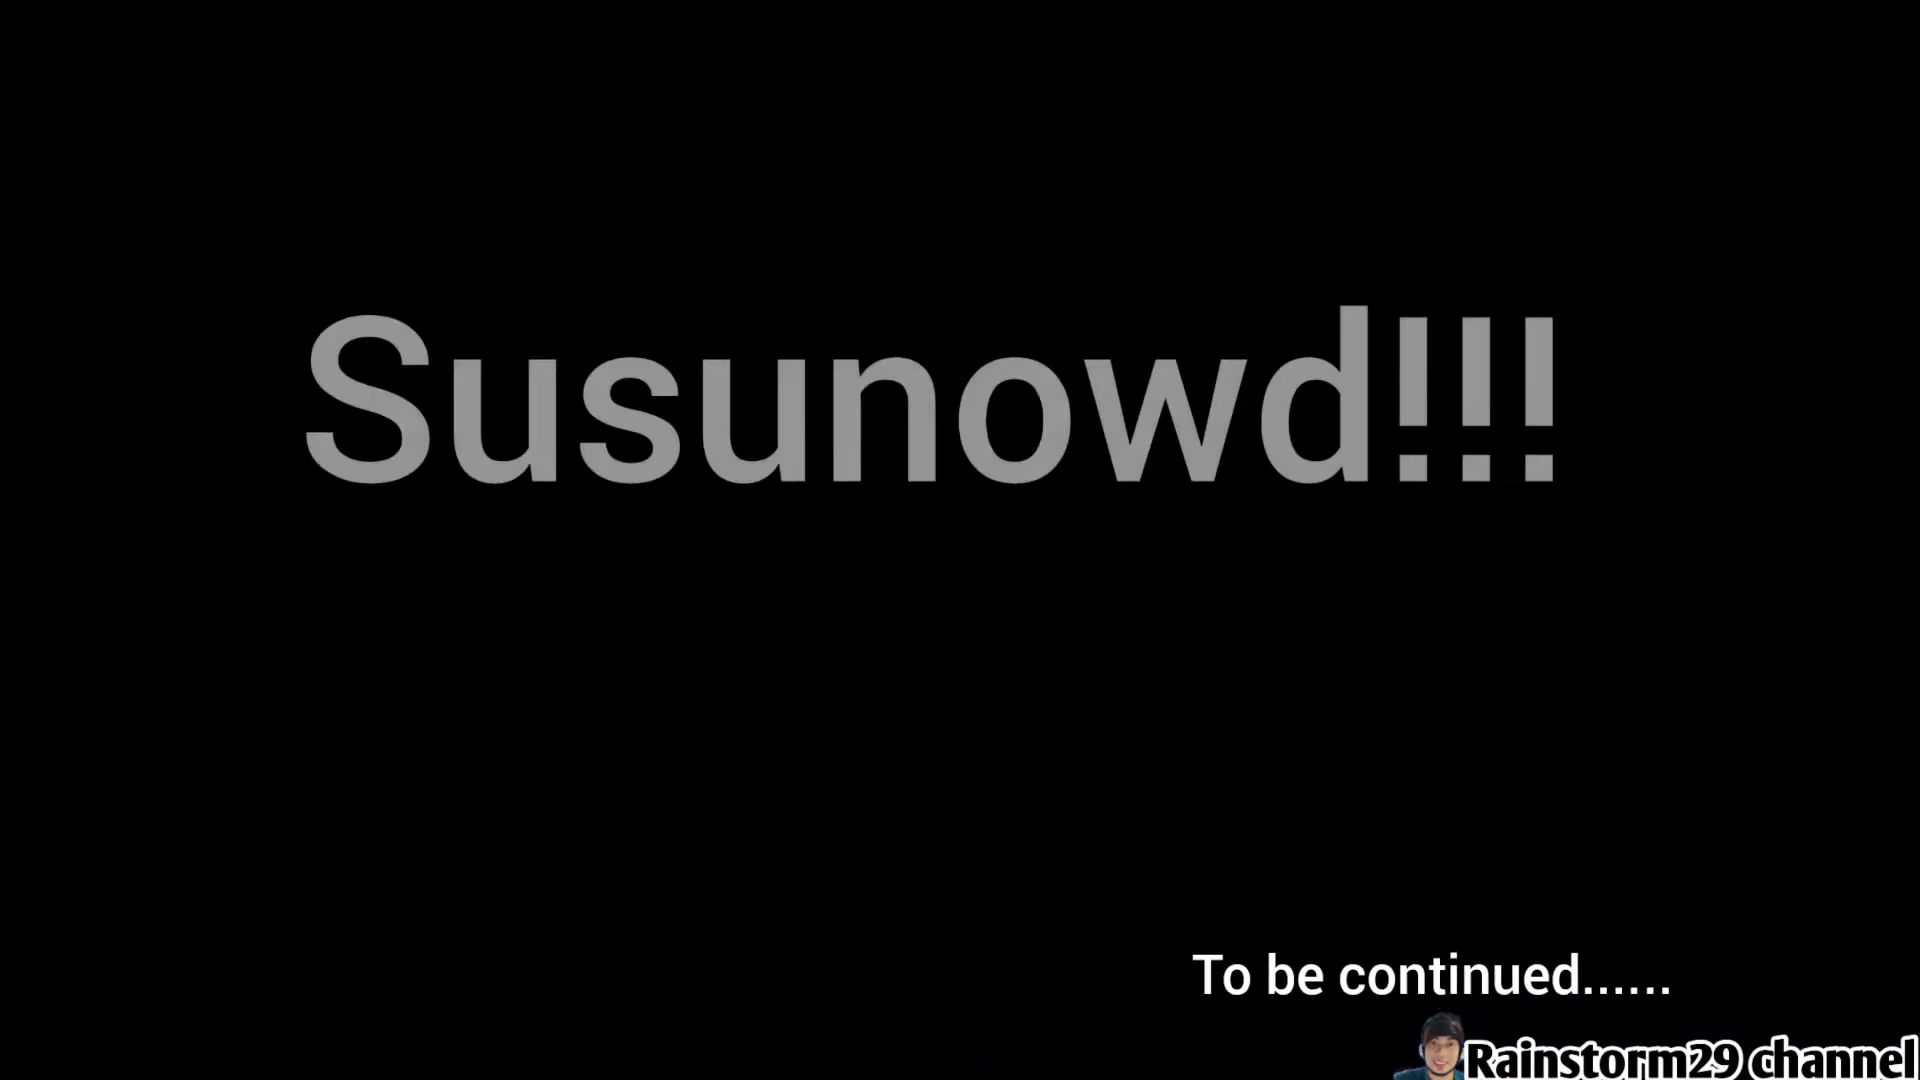 Susunowd!!!
To be continued......
Rainstorm29 channel